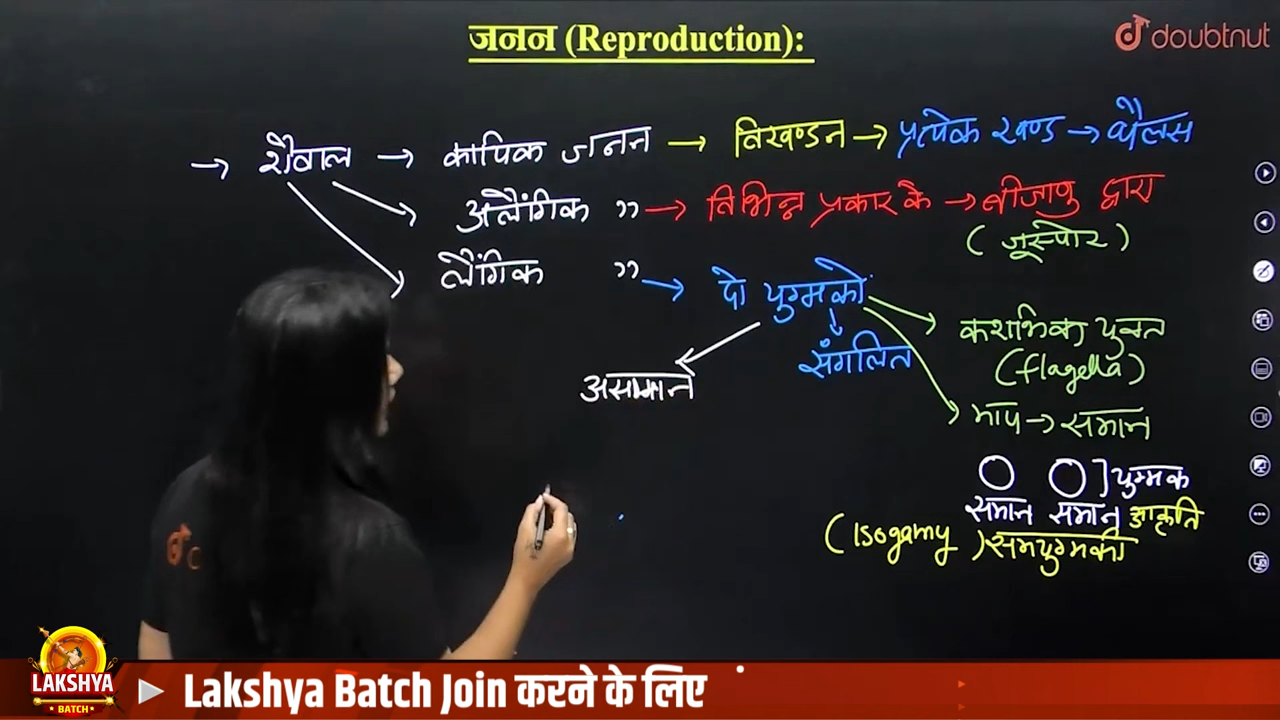 जनन (Reproduction):
doubtnut
→ शैवाल → कायिक जनन → विखण्डन → प्रत्येक खण्ड → थैलस
अलैंगिक ,, → विभिन्न प्रकार के → बीजाणु द्वारा
( जूस्पोर )
लैंगिक ,, → दो युग्मकों
संगलित
कशाभिका युक्त
(flagella)
असमान
माप → समान
युग्मक
समान समान आकृति
(Isogamy) समयुग्मकी
LAKSHYA
BATCH
Lakshya Batch Join करने के लिए